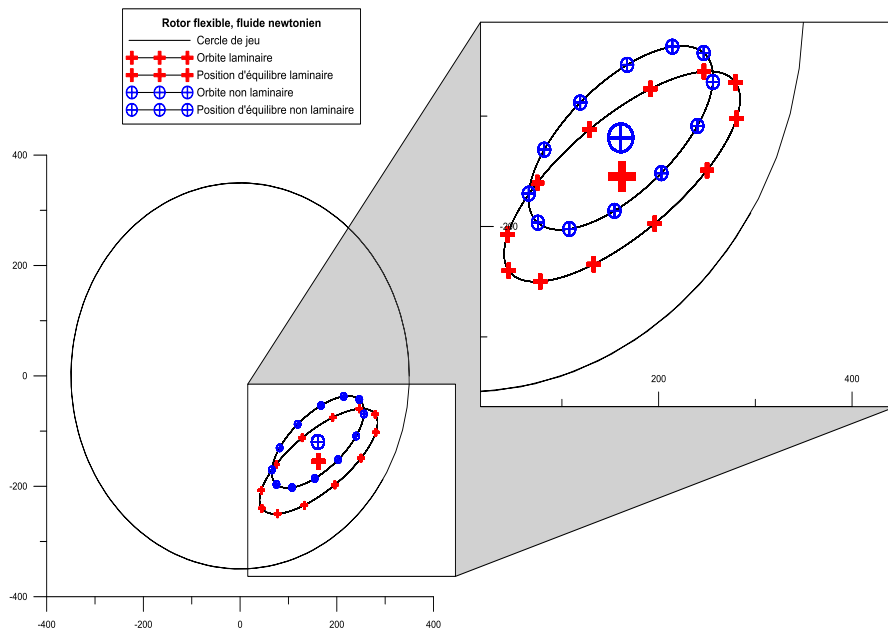 Rotor flexible, fluide newtonien
Cercle de jeu
Orbite laminaire
Position d'équilibre laminaire
Orbite non laminaire
Position d'équilibre non laminaire
-200
200
400
400
200
0
-200
-400
-400
-200
0
200
400